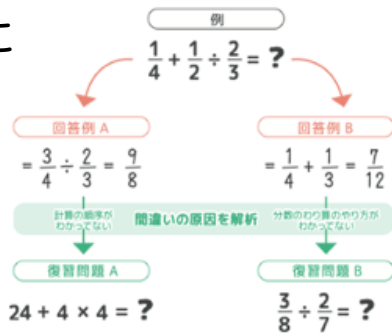 に
例
1/4 + 1/2 ÷ 2/3 = ?
回答例 A
= 3/4 ÷ 2/3 = 9/8
回答例 B
= 1/4 + 1/3 = 7/12
計算の順序が
わかってない
間違いの原因を解析
分数のわり算のやり方が
わかってない
復習問題 A
24 + 4 × 4 = ?
復習問題 B
3/8 ÷ 2/7 = ?